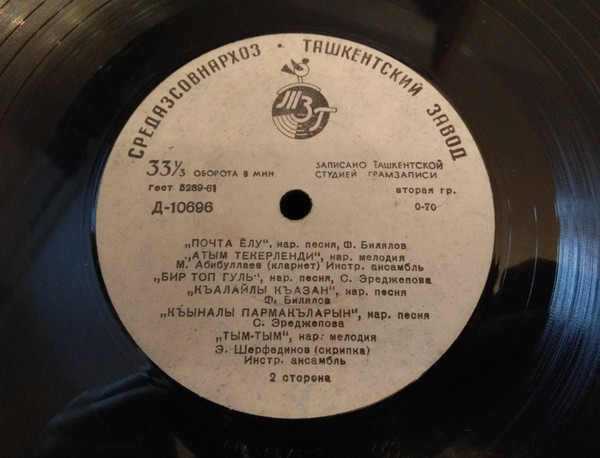 СРЕДАЗСОВНАРХОЗ · ТАШКЕНТСКИЙ ЗАВОД
ТЗГ
33⅓ ОБОРОТА В МИН.
ГОСТ 5289-61
Д-10696
ЗАПИСАНО ТАШКЕНТСКОЙ
СТУДИЕЙ ГРАМЗАПИСИ
вторая гр.
0-70
„ПОЧТА ЁЛУ“, нар. песня, Ф. Билялов
„АТЫМ ТЕКЕРЛЕНДИ“, нар. мелодия
М. Абибуллаев (кларнет) Инстр. ансамбль
„БИР ТОП ГУЛЬ“, нар. песня, С. Эреджепова
„КЪАЛАЙЛЫ КЪАЗАН“, нар. песня
Ф. Билялов
„КЪЫНАЛЫ ПАРМАКЪЛАРЫН“, нар. песня
С. Эреджепова
„ТЫМ-ТЫМ“, нар. мелодия
Э. Шерфединов (скрипка)
Инстр. ансамбль
2 сторона